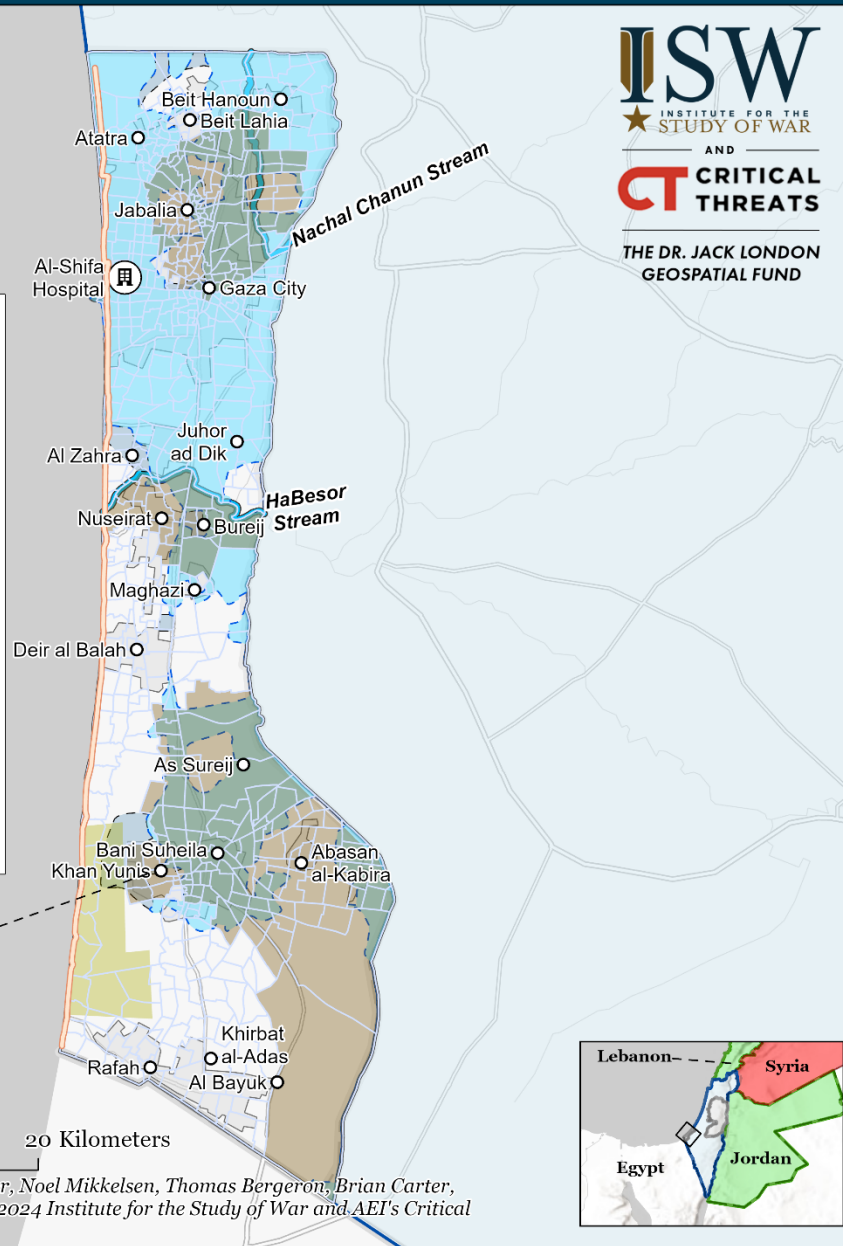 ISW
INSTITUTE FOR THE
STUDY OF WAR
AND
CT CRITICAL
THREATS
THE DR. JACK LONDON
GEOSPATIAL FUND
Beit Hanoun
Beit Lahia
Atatra
Nachal Chanun Stream
Jabalia
Al-Shifa
Hospital
Gaza City
Juhor
ad Dik
Al Zahra
HaBesor
Stream
Nuseirat
Bureij
Maghazi
Deir al Balah
As Sureij
Bani Suheila
Abasan
al-Kabira
Khan Yunis
Khirbat
al-Adas
Rafah
Al Bayuk
20 Kilometers
Lebanon
Syria
Egypt
Jordan
r, Noel Mikkelsen, Thomas Bergeron, Brian Carter,
2024 Institute for the Study of War and AEI's Critical